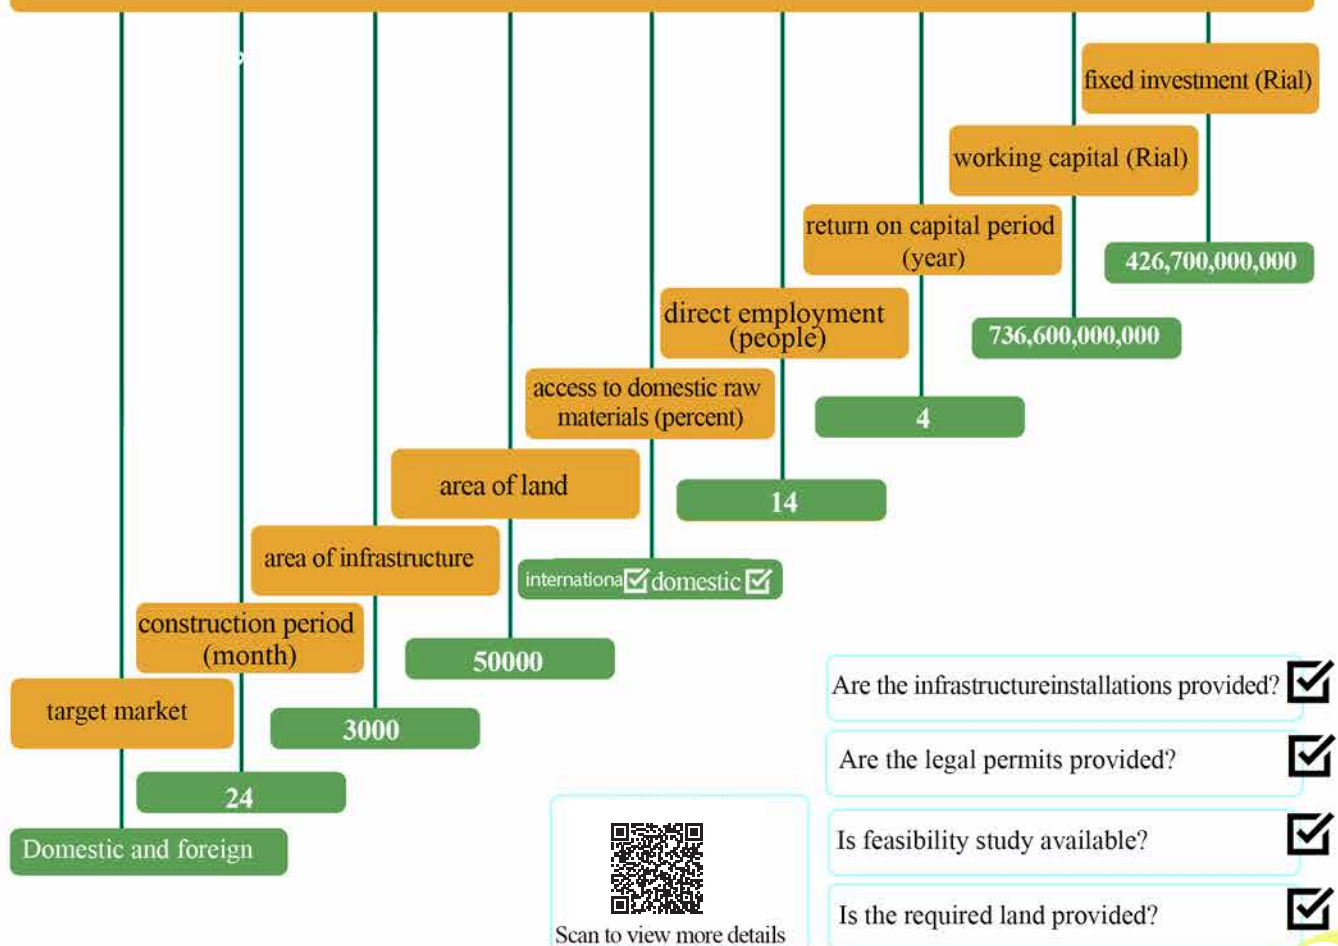 fixed investment (Rial)
working capital (Rial)
return on capital period
(year)
426,700,000,000
direct employment
(people)
736,600,000,000
access to domestic raw
materials (percent)
4
area of land
14
area of infrastructure
internationa domestic
construction period
(month)
50000
target market
3000
24
Domestic and foreign
Are the infrastructureinstallations provided?
Are the legal permits provided?
Is feasibility study available?
Is the required land provided?
Scan to view more details